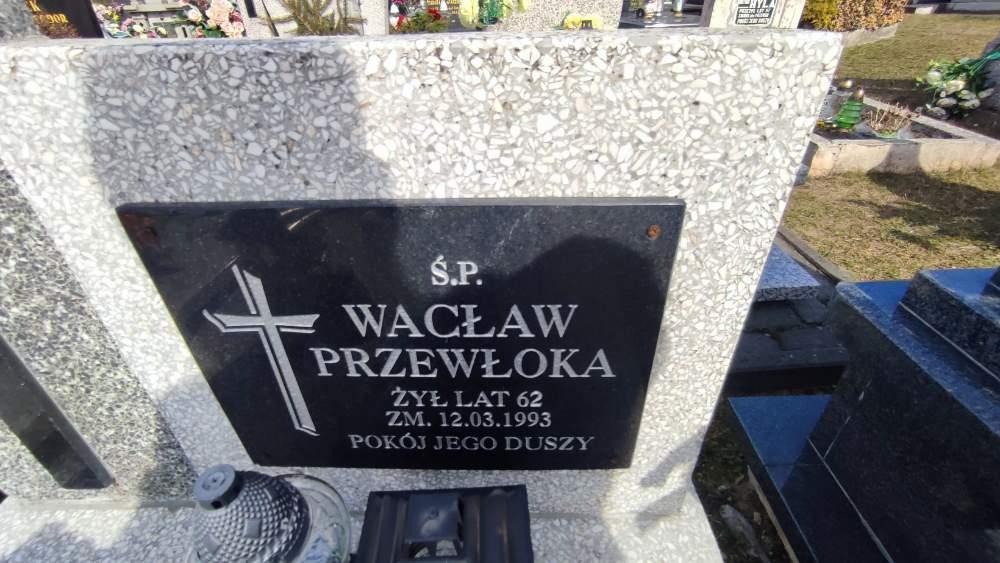 Ś.P.
WACŁAW
PRZEWŁOKA
ŻYŁ LAT 62
ZM. 12.03.1993
POKÓJ JEGO DUSZY